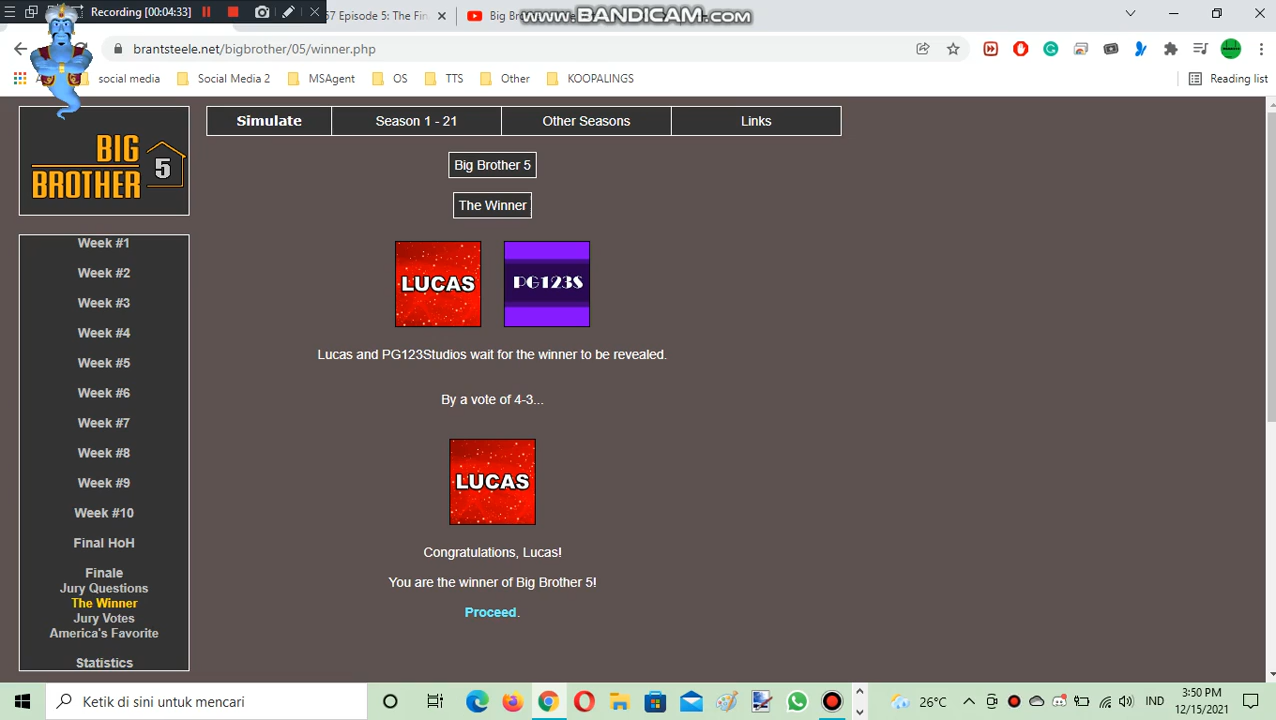 Recording [00:04:33]
57 Episode 5: The Fin
Big Bro
www.BANDICAM.com
brantsteele.net/bigbrother/05/winner.php
social media
Social Media 2
MSAgent
OS
TTS
Other
KOOPALINGS
Reading list
BIG
BROTHER
5
Simulate
Season 1 - 21
Other Seasons
Links
Big Brother 5
The Winner
LUCAS
PG123S
Lucas and PG123Studios wait for the winner to be revealed.
By a vote of 4-3...
LUCAS
Congratulations, Lucas!
You are the winner of Big Brother 5!
Proceed.
Week #1
Week #2
Week #3
Week #4
Week #5
Week #6
Week #7
Week #8
Week #9
Week #10
Final HoH
Finale
Jury Questions
The Winner
Jury Votes
America's Favorite
Statistics
Ketik di sini untuk mencari
26°C
IND
3:50 PM
12/15/2021